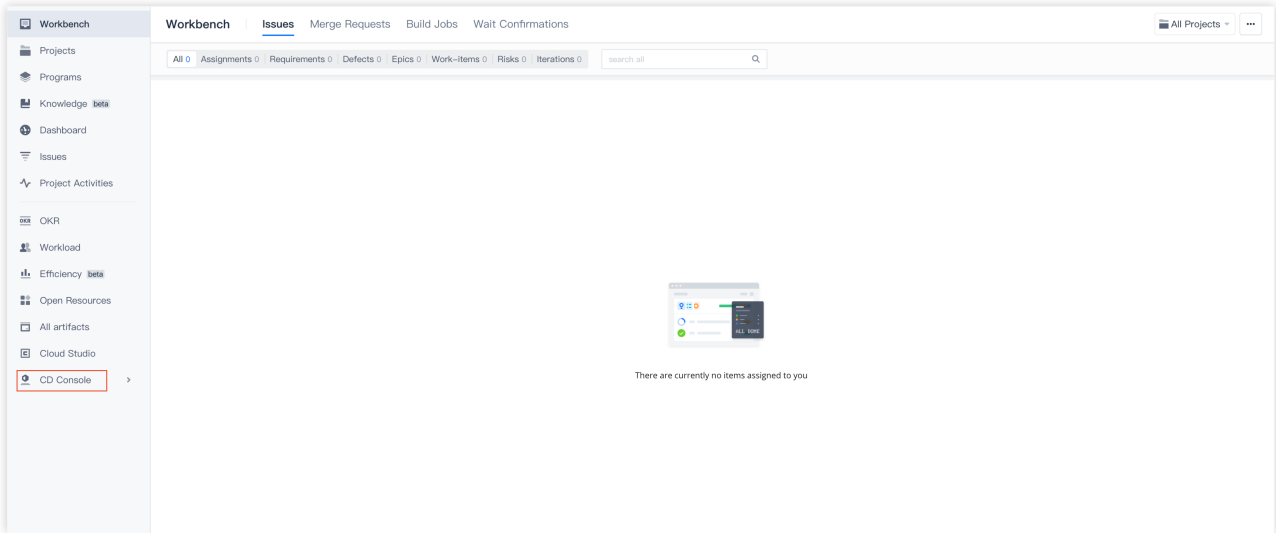 Workbench
Projects
Programs
Knowledge beta
Dashboard
Issues
Project Activities
OKR OKR
Workload
Efficiency beta
Open Resources
All artifacts
Cloud Studio
CD Console
Workbench Issues Merge Requests Build Jobs Wait Confirmations All Projects
All 0 Assignments 0 Requirements 0 Defects 0 Epics 0 Work-items 0 Risks 0 Iterations 0 search all
ALL DONE
There are currently no items assigned to you